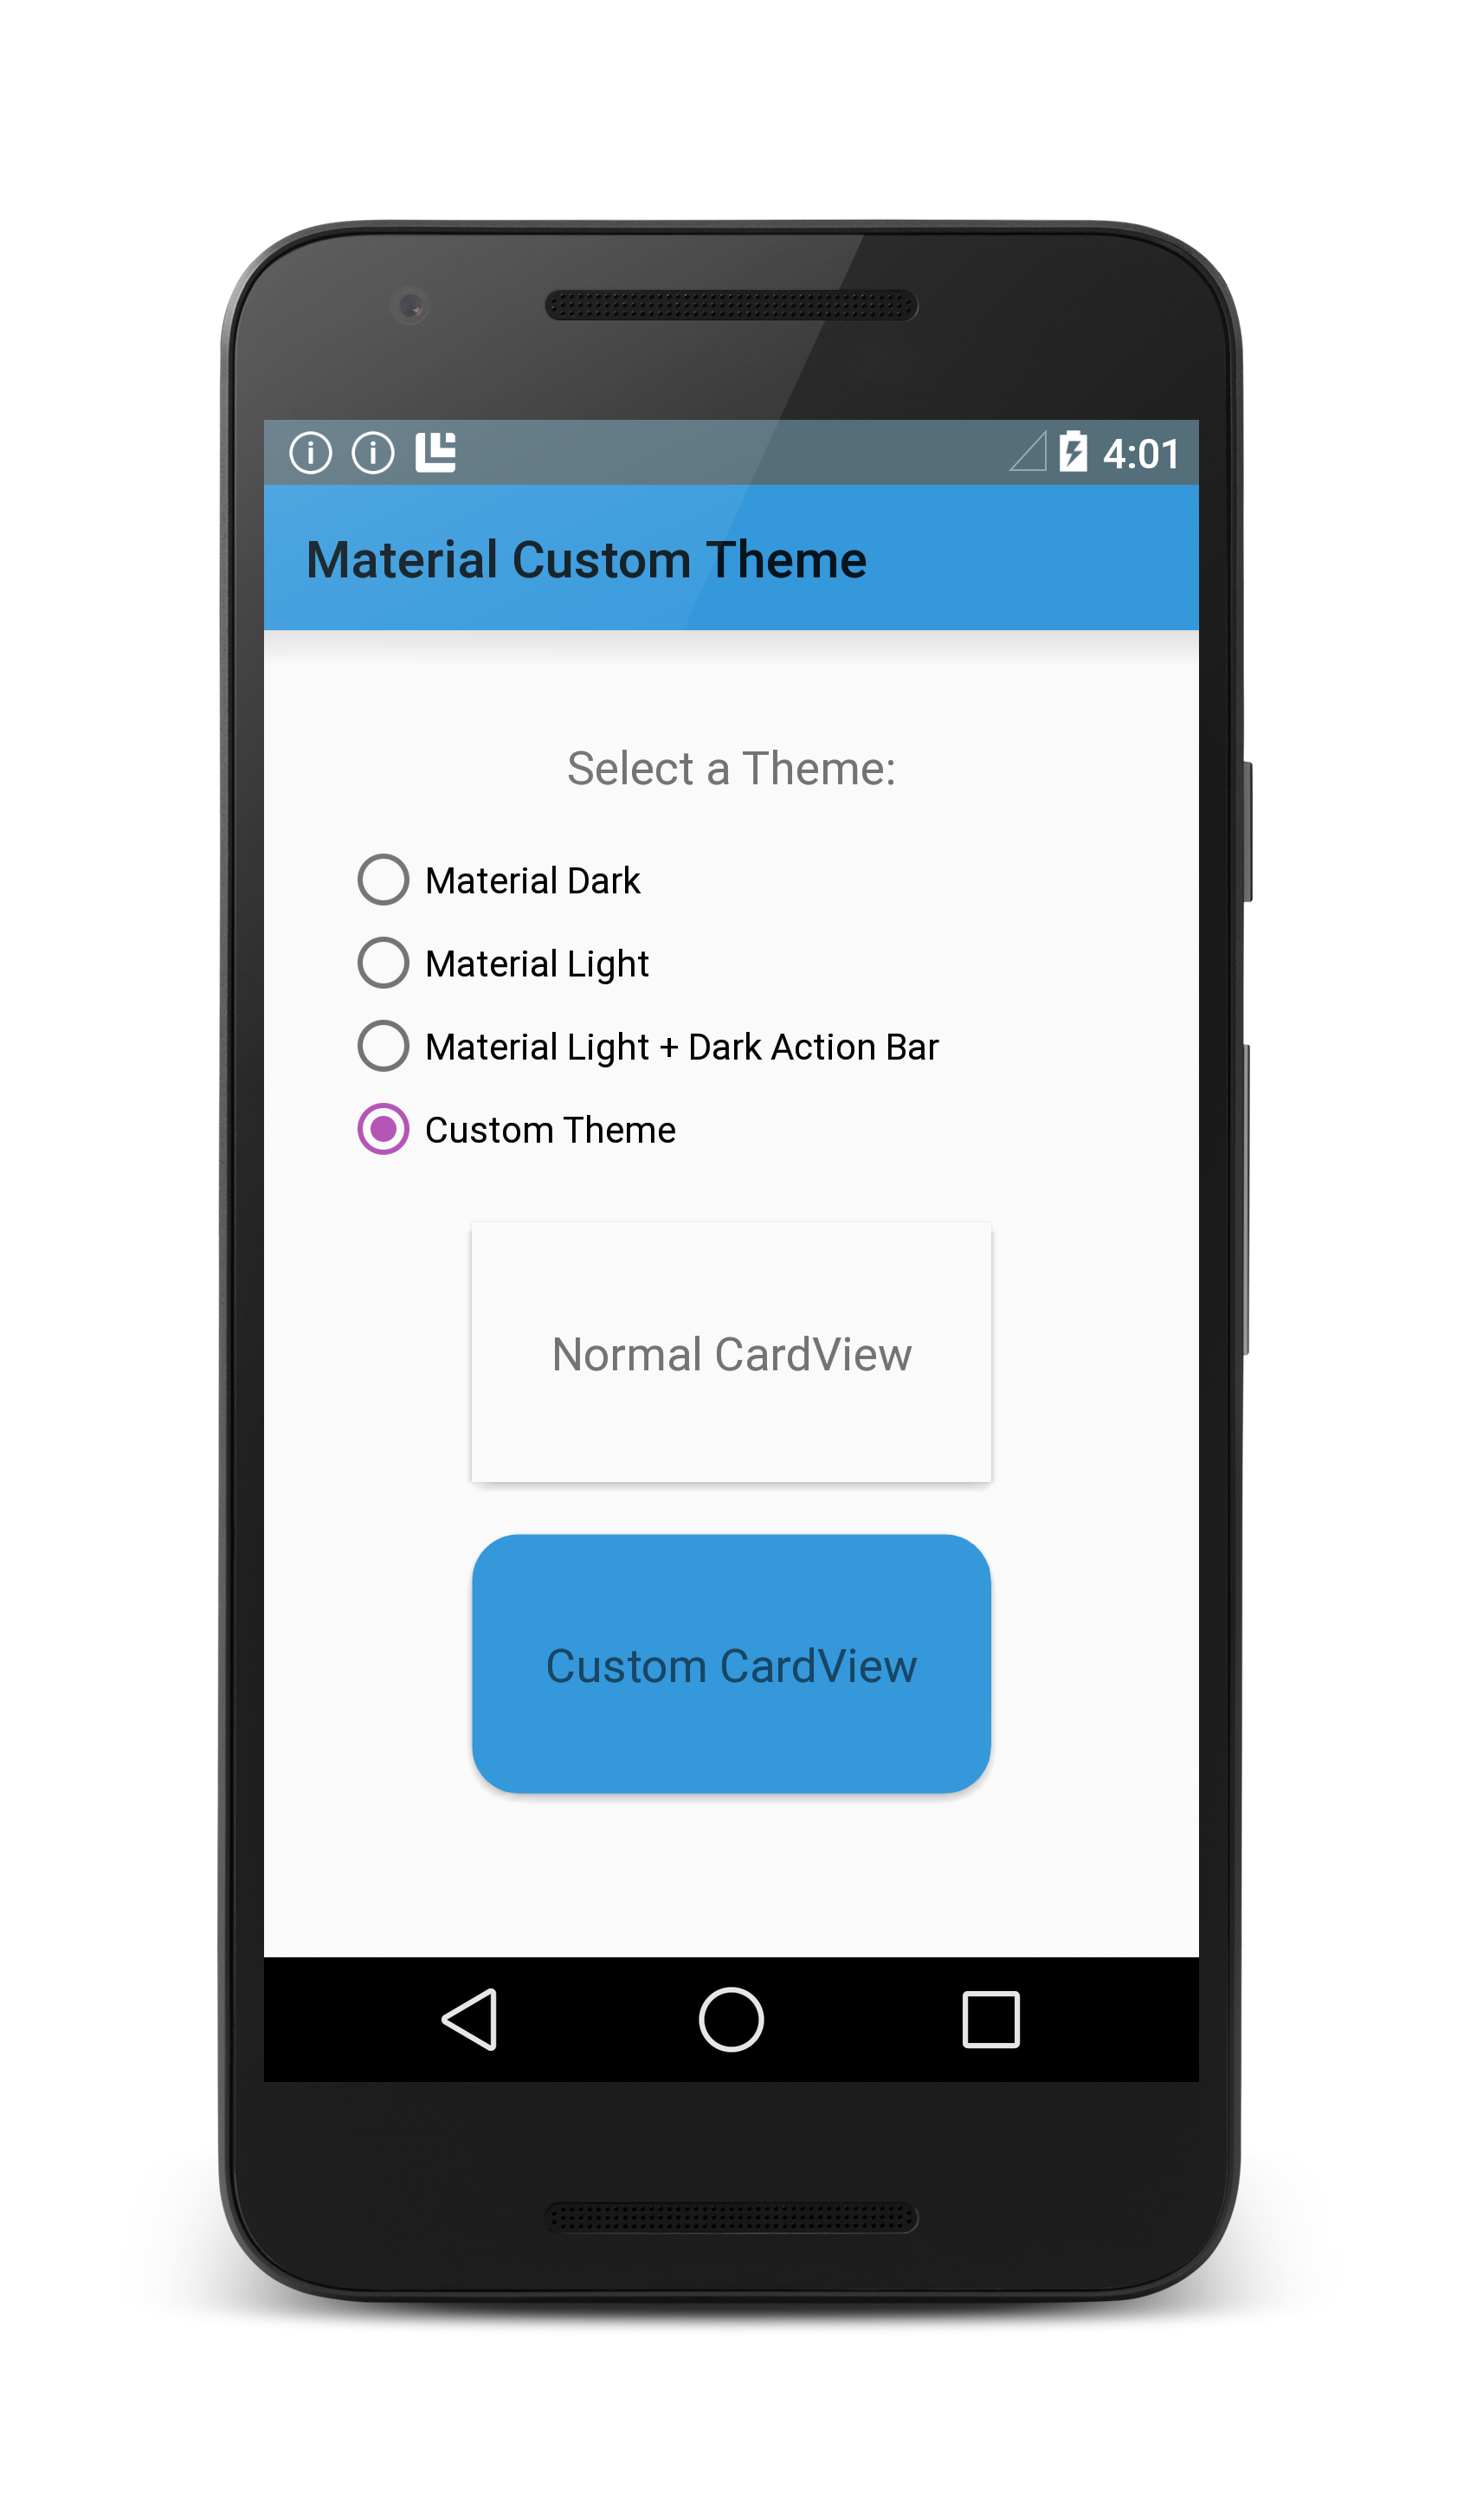 4:01
Material Custom Theme
Select a Theme:
Material Dark
Material Light
Material Light + Dark Action Bar
Custom Theme
Normal CardView
Custom CardView